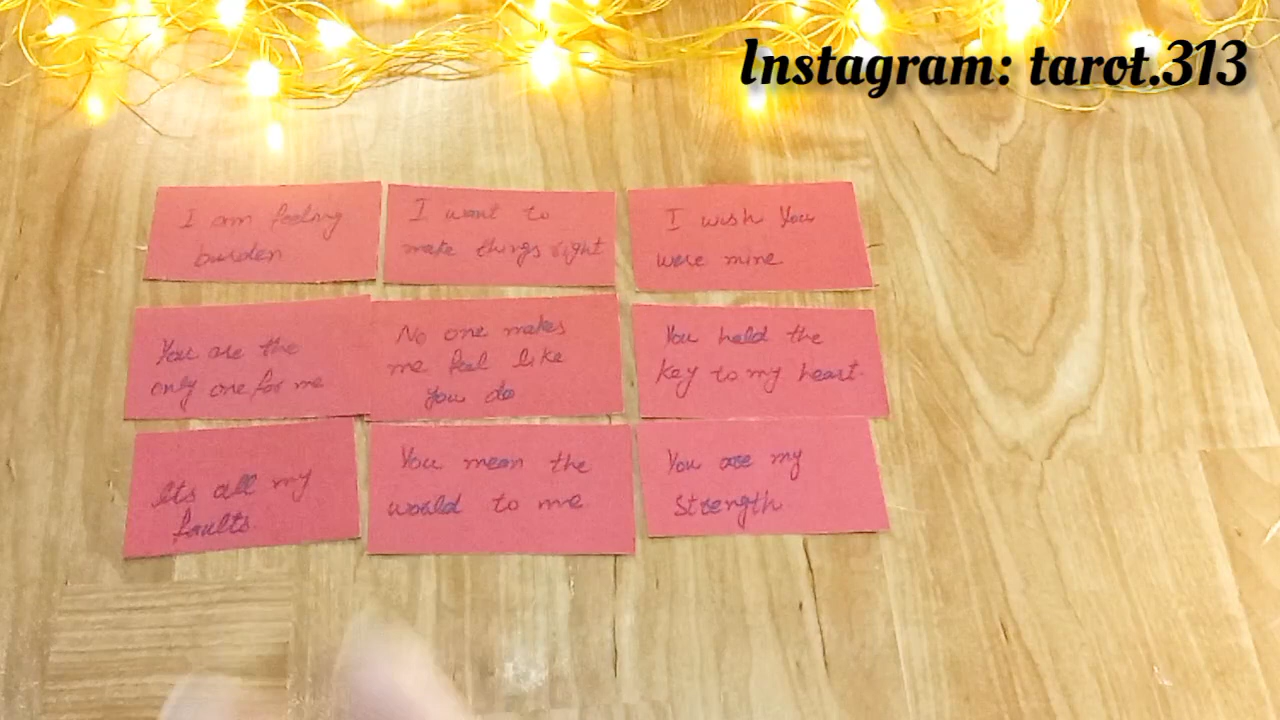 Instagram: tarot.313
I am feeling
burden
I want to
make things right
I wish You
were mine
You are the
only one for me
No one makes
me feel like
you do
You hold the
key to my heart.
Its all my
faults
You mean the
world to me
You are my
strength